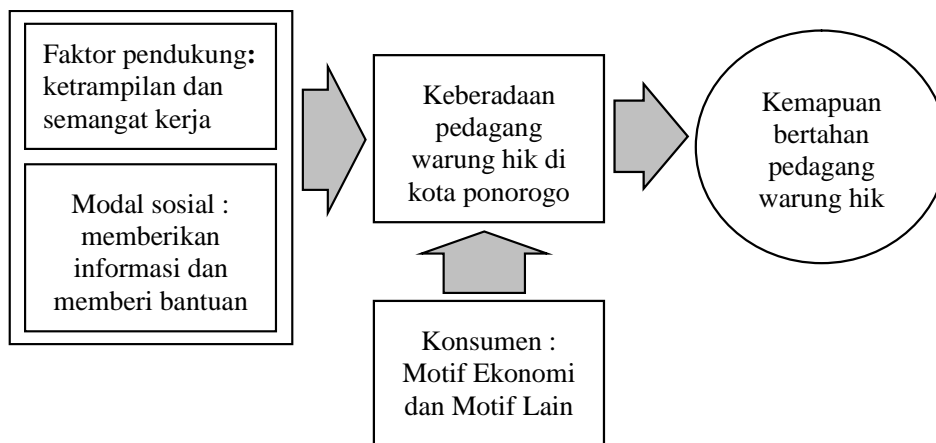 Faktor pendukung:
ketrampilan dan
semangat kerja
Modal sosial :
memberikan
informasi dan
memberi bantuan
Keberadaan
pedagang
warung hik di
kota ponorogo
Konsumen :
Motif Ekonomi
dan Motif Lain
Kemapuan
bertahan
pedagang
warung hik